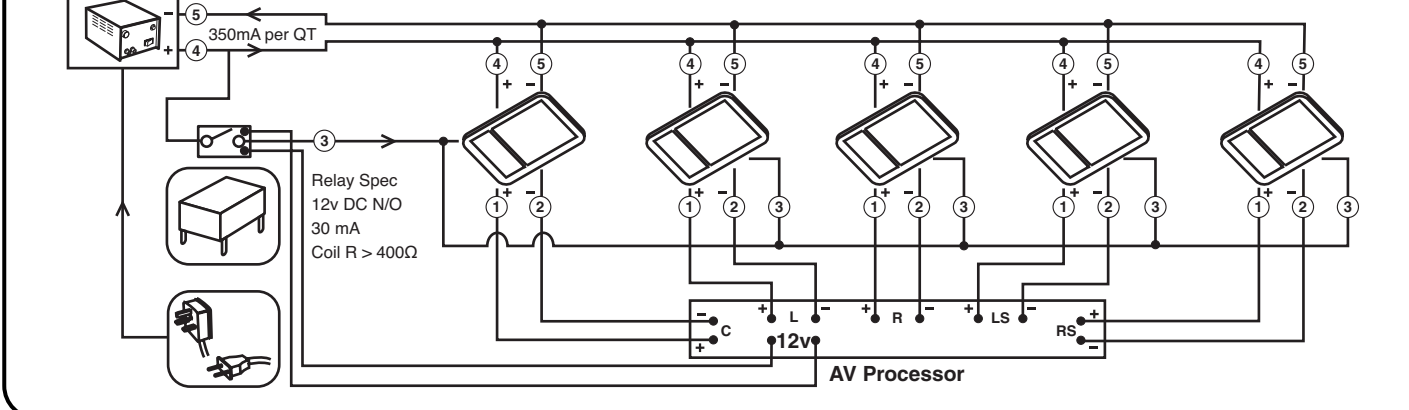 − 5
350mA per QT
+ 4
4 5 4 5 4 5 4 5 4 5
+ − + − + − + − + −
3
Relay Spec
12v DC N/O
30 mA
Coil R > 400Ω
+ − + − + − + − + −
1 2 1 2 3 1 2 3 1 2 3 1 2 3
+ L − + R − + LS −
− C + RS + −
12v
AV Processor